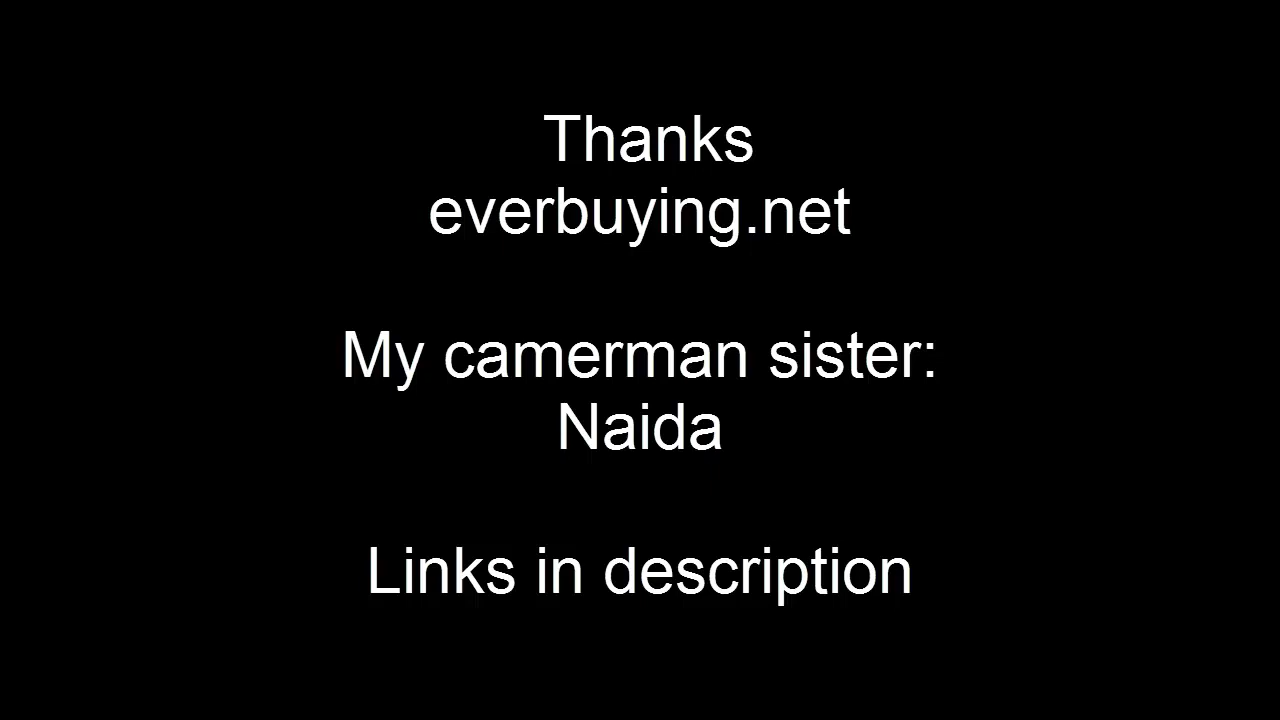 Thanks
everbuying.net
My camerman sister:
Naida
Links in description